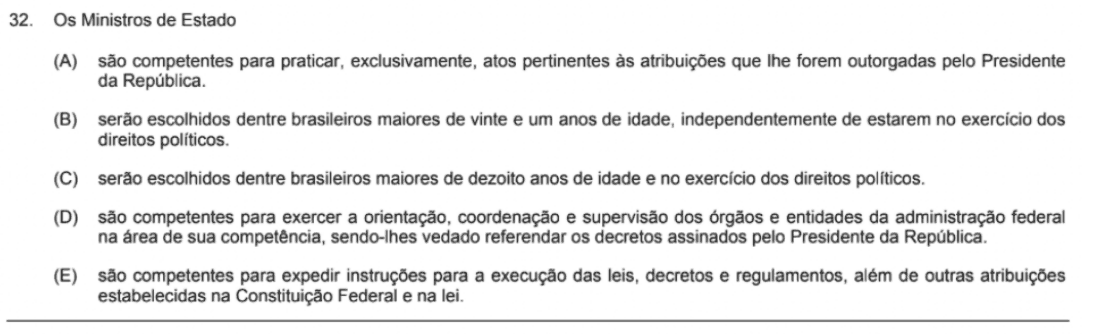 32. Os Ministros de Estado
(A) são competentes para praticar, exclusivamente, atos pertinentes às atribuições que lhe forem outorgadas pelo Presidente
da República.
(B) serão escolhidos dentre brasileiros maiores de vinte e um anos de idade, independentemente de estarem no exercício dos
direitos políticos.
(C) serão escolhidos dentre brasileiros maiores de dezoito anos de idade e no exercício dos direitos políticos.
(D) são competentes para exercer a orientação, coordenação e supervisão dos órgãos e entidades da administração federal
na área de sua competência, sendo-lhes vedado referendar os decretos assinados pelo Presidente da República.
(E) são competentes para expedir instruções para a execução das leis, decretos e regulamentos, além de outras atribuições
estabelecidas na Constituição Federal e na lei.